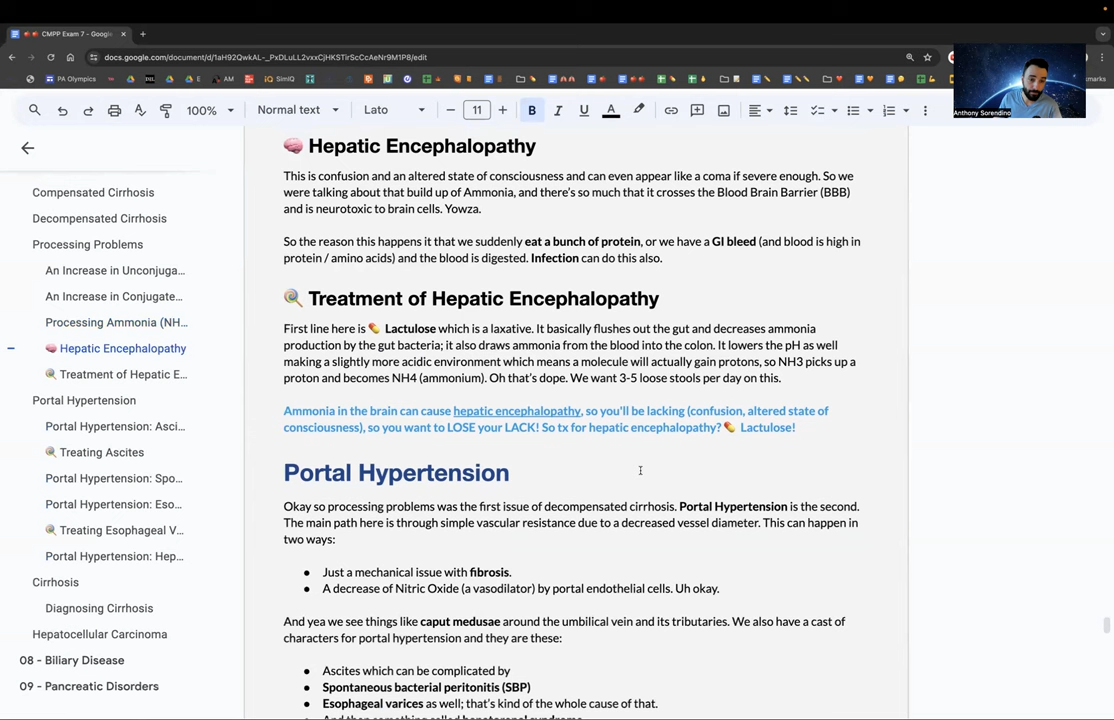 CMPP Exam 7 - Google
docs.google.com/document/d/1aH92QwkAL-_PxDLuLL2vxxCjHKSTirScCcAeNr9M1P8/edit
PA Olympics
AM
iQ SimIQ
marks
100%
Normal text
Lato
11
Anthony Sorendino
Compensated Cirrhosis
Decompensated Cirrhosis
Processing Problems
An Increase in Unconjuga...
An Increase in Conjugate...
Processing Ammonia (NH...
🧠 Hepatic Encephalopathy
🍭 Treatment of Hepatic E...
Portal Hypertension
Portal Hypertension: Asci...
🍭 Treating Ascites
Portal Hypertension: Spo...
Portal Hypertension: Eso...
🍭 Treating Esophageal V...
Portal Hypertension: Hep...
Cirrhosis
Diagnosing Cirrhosis
Hepatocellular Carcinoma
08 - Biliary Disease
09 - Pancreatic Disorders
🧠 Hepatic Encephalopathy
This is confusion and an altered state of consciousness and can even appear like a coma if severe enough. So we
were talking about that build up of Ammonia, and there's so much that it crosses the Blood Brain Barrier (BBB)
and is neurotoxic to brain cells. Yowza.
So the reason this happens it that we suddenly eat a bunch of protein, or we have a GI bleed (and blood is high in
protein / amino acids) and the blood is digested. Infection can do this also.
🍭 Treatment of Hepatic Encephalopathy
First line here is 💊 Lactulose which is a laxative. It basically flushes out the gut and decreases ammonia
production by the gut bacteria; it also draws ammonia from the blood into the colon. It lowers the pH as well
making a slightly more acidic environment which means a molecule will actually gain protons, so NH3 picks up a
proton and becomes NH4 (ammonium). Oh that's dope. We want 3-5 loose stools per day on this.
Ammonia in the brain can cause hepatic encephalopathy, so you'll be lacking (confusion, altered state of
consciousness), so you want to LOSE your LACK! So tx for hepatic encephalopathy? 💊 Lactulose!
Portal Hypertension
Okay so processing problems was the first issue of decompensated cirrhosis. Portal Hypertension is the second.
The main path here is through simple vascular resistance due to a decreased vessel diameter. This can happen in
two ways:
● Just a mechanical issue with fibrosis.
● A decrease of Nitric Oxide (a vasodilator) by portal endothelial cells. Uh okay.
And yea we see things like caput medusae around the umbilical vein and its tributaries. We also have a cast of
characters for portal hypertension and they are these:
● Ascites which can be complicated by
● Spontaneous bacterial peritonitis (SBP)
● Esophageal varices as well; that's kind of the whole cause of that.
● And then something called hepatorenal syndrome